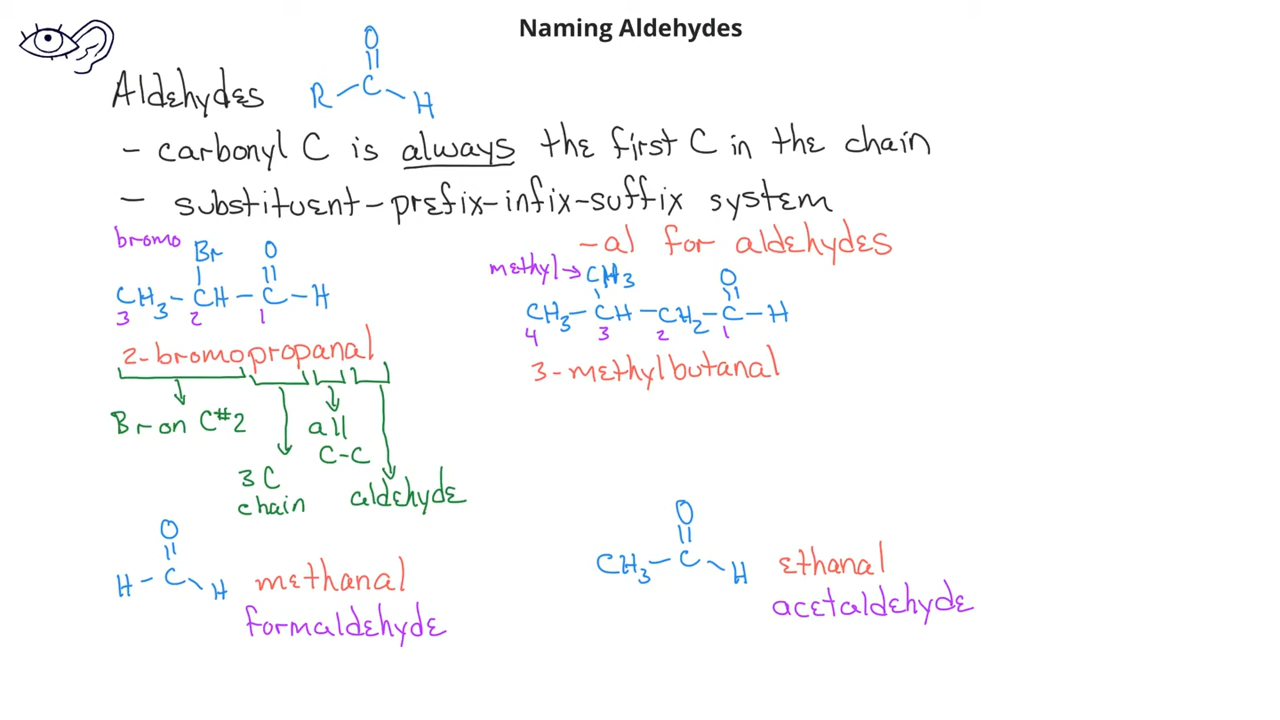 Naming Aldehydes
O
||
Aldehydes R-C-H
- carbonyl C is always the first C in the chain
- substituent-prefix-infix-suffix system
-al for aldehydes
bromo
Br O
| ||
CH3-CH-C-H
3 2 1
2-bromopropanal
Br on C#2
3C chain
all C-C
aldehyde
methyl→CH3 O
| ||
CH3-CH-CH2-C-H
4 3 2 1
3-methylbutanal
O
||
H-C-H methanal
formaldehyde
O
||
CH3-C-H ethanal
acetaldehyde